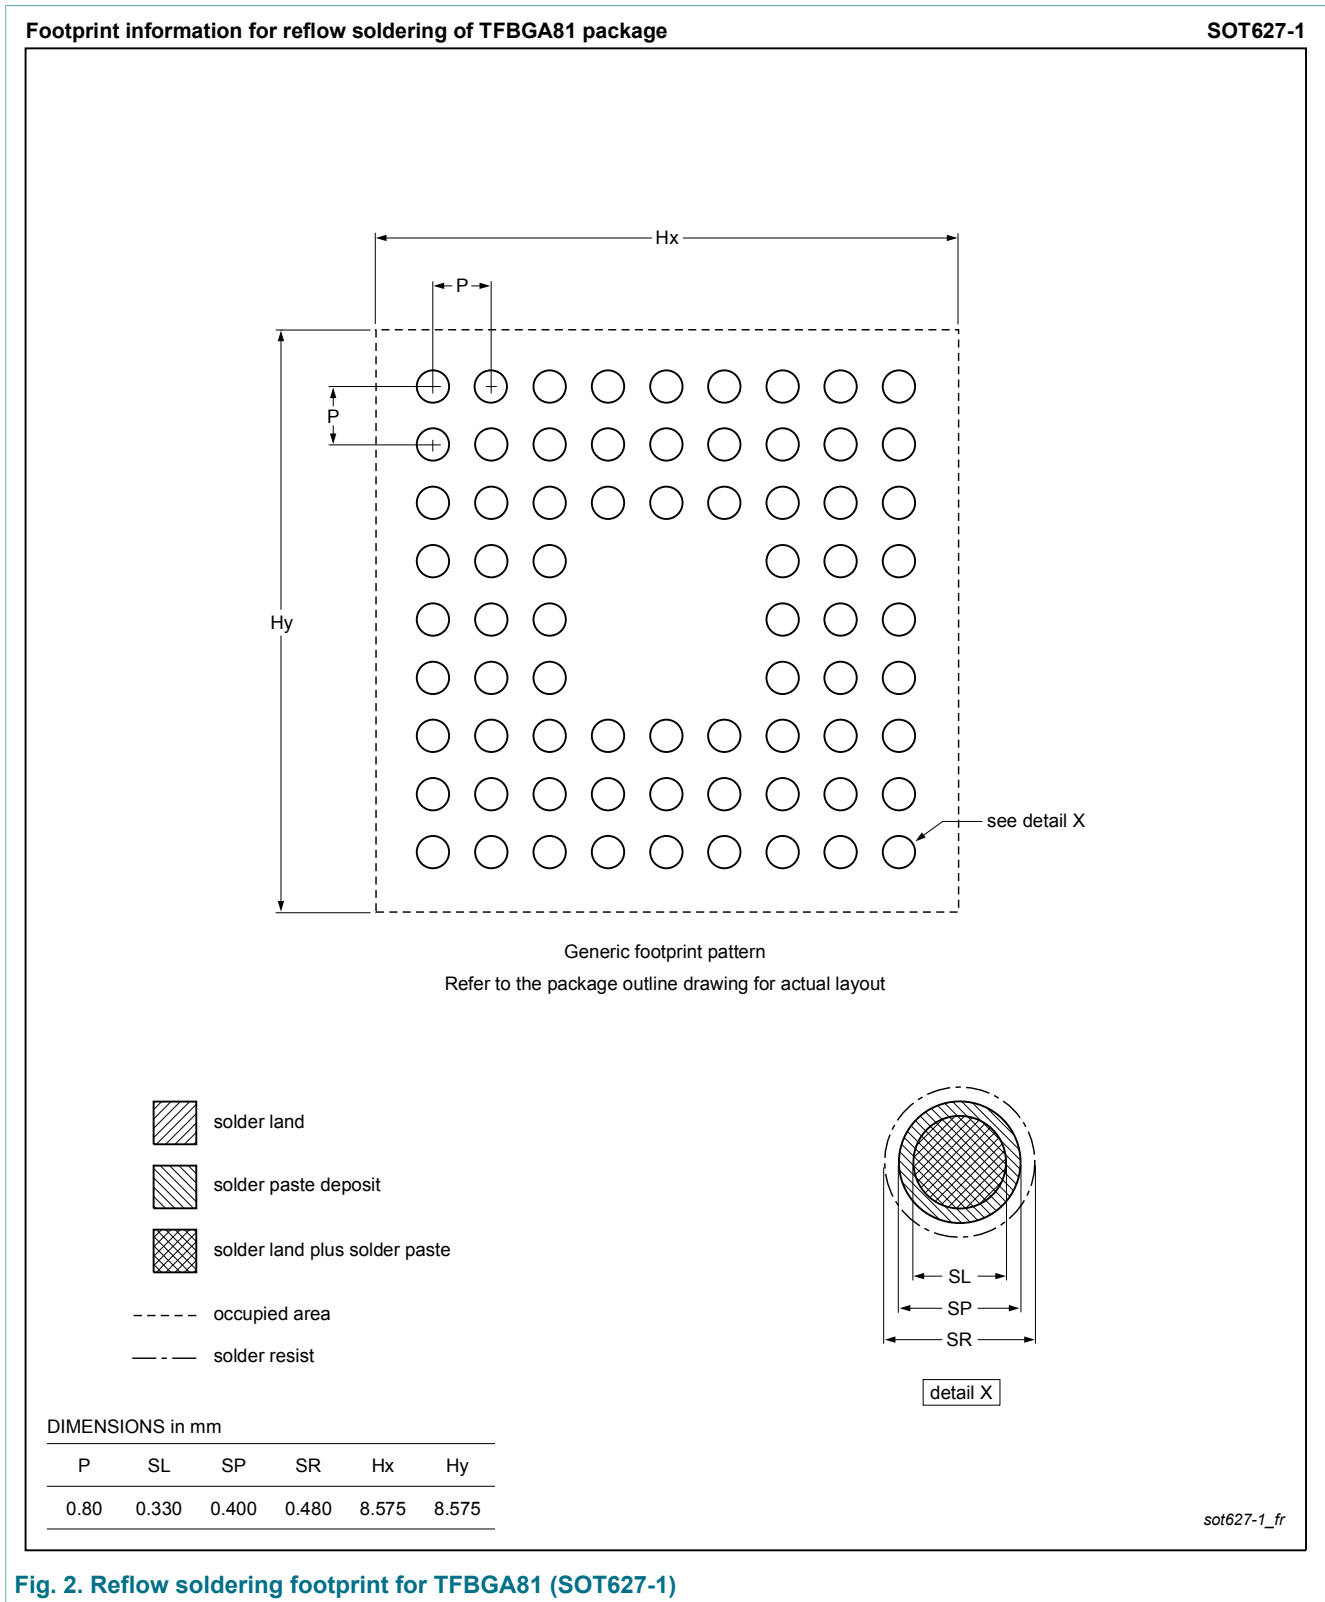 Footprint information for reflow soldering of TFBGA81 package SOT627-1
Hx
P
P
Hy
see detail X
Generic footprint pattern
Refer to the package outline drawing for actual layout
solder land
solder paste deposit
solder land plus solder paste
occupied area
solder resist
SL
SP
SR
detail X
DIMENSIONS in mm
P SL SP SR Hx Hy
0.80 0.330 0.400 0.480 8.575 8.575
sot627-1_fr
Fig. 2. Reflow soldering footprint for TFBGA81 (SOT627-1)